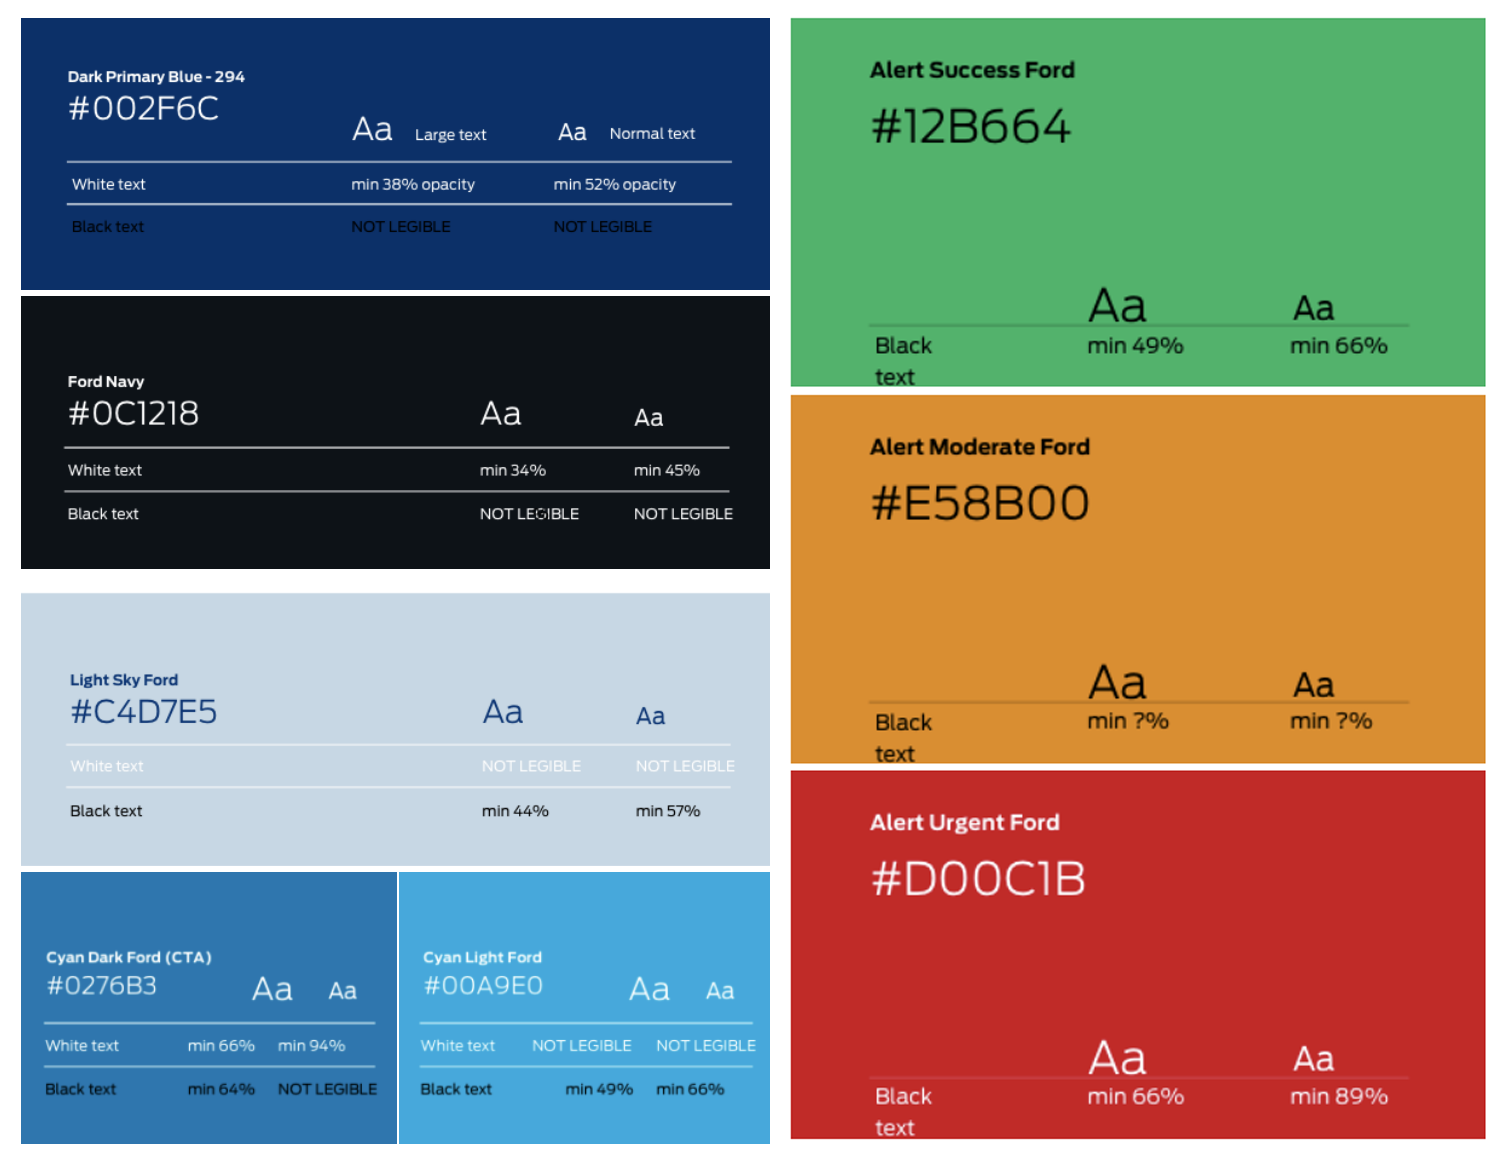 Dark Primary Blue - 294
#002F6C
Aa Large text Aa Normal text
White text min 38% opacity min 52% opacity
Black text NOT LEGIBLE NOT LEGIBLE
Ford Navy
#0C1218
Aa Aa
White text min 34% min 45%
Black text NOT LEGIBLE NOT LEGIBLE
Light Sky Ford
#C4D7E5
Aa Aa
White text NOT LEGIBLE NOT LEGIBLE
Black text min 44% min 57%
Cyan Dark Ford (CTA)
#0276B3
Aa Aa
White text min 66% min 94%
Black text min 64% NOT LEGIBLE
Cyan Light Ford
#00A9E0
Aa Aa
White text NOT LEGIBLE NOT LEGIBLE
Black text min 49% min 66%
Alert Success Ford
#12B664
Aa Aa
Black min 49% min 66%
text
Alert Moderate Ford
#E58B00
Aa Aa
Black min ?% min ?%
text
Alert Urgent Ford
#D00C1B
Aa Aa
Black min 66% min 89%
text